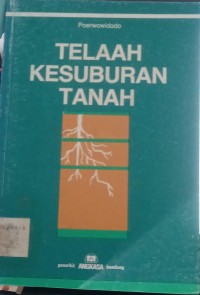 Poerwowidodo
TELAAH
KESUBURAN
TANAH
penerbit ANGKASA bandung